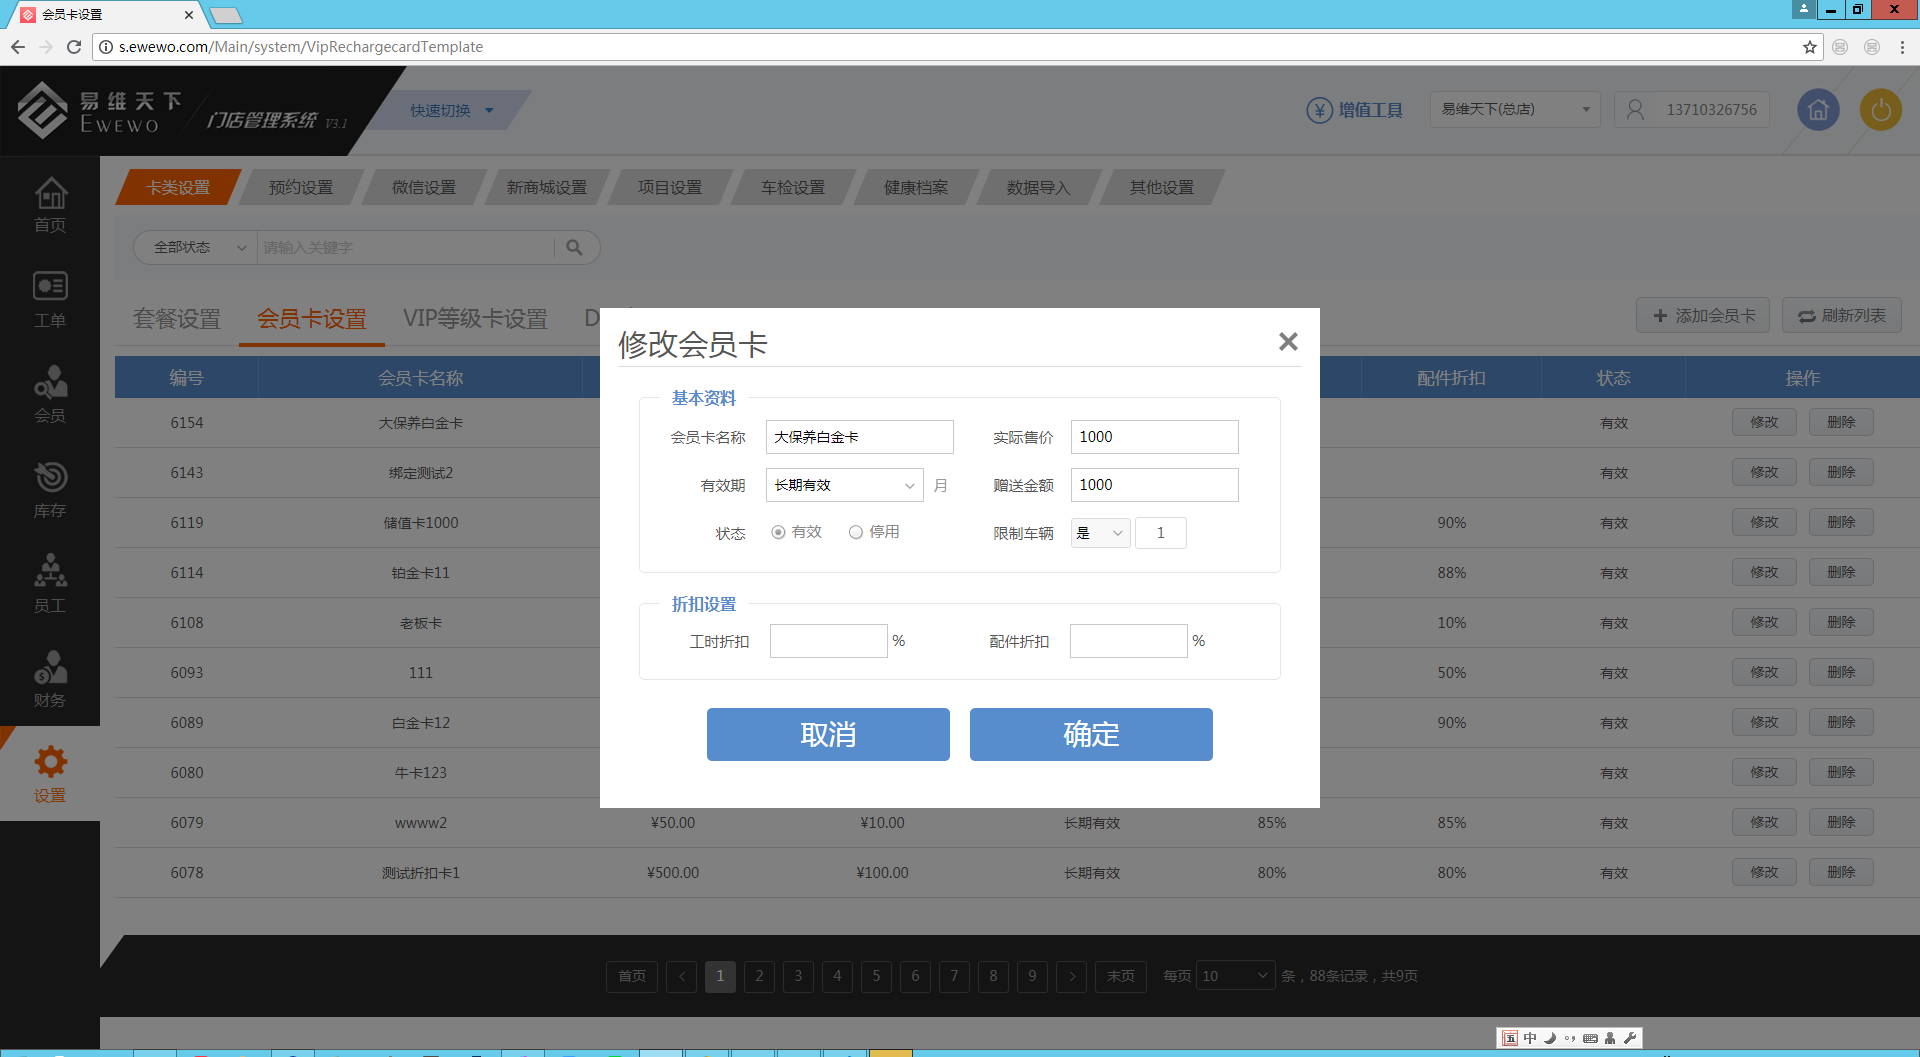 会员卡设置
s.ewewo.com/Main/system/VipRechargecardTemplate
易维天下
EWEWO
门店管理系统 V3.1
快速切换
增值工具
易维天下(总店)
13710326756
卡类设置 预约设置 微信设置 新商城设置 项目设置 车检设置 健康档案 数据导入 其他设置
全部状态 请输入关键字
套餐设置 会员卡设置 VIP等级卡设置 D
添加会员卡 刷新列表
首页
工单
会员
库存
员工
财务
设置
编号 会员卡名称 配件折扣 状态 操作
6154 大保养白金卡 有效 修改 删除
6143 绑定测试2 有效 修改 删除
6119 储值卡1000 90% 有效 修改 删除
6114 铂金卡11 88% 有效 修改 删除
6108 老板卡 10% 有效 修改 删除
6093 111 50% 有效 修改 删除
6089 白金卡12 90% 有效 修改 删除
6080 牛卡123 有效 修改 删除
6079 wwww2 ¥50.00 ¥10.00 长期有效 85% 85% 有效 修改 删除
6078 测试折扣卡1 ¥500.00 ¥100.00 长期有效 80% 80% 有效 修改 删除
修改会员卡
基本资料
会员卡名称 大保养白金卡 实际售价 1000
有效期 长期有效 月 赠送金额 1000
状态 有效 停用 限制车辆 是 1
折扣设置
工时折扣 % 配件折扣 %
取消 确定
首页 < 1 2 3 4 5 6 7 8 9 > 末页 每页 10 条，88条记录，共9页
五 中